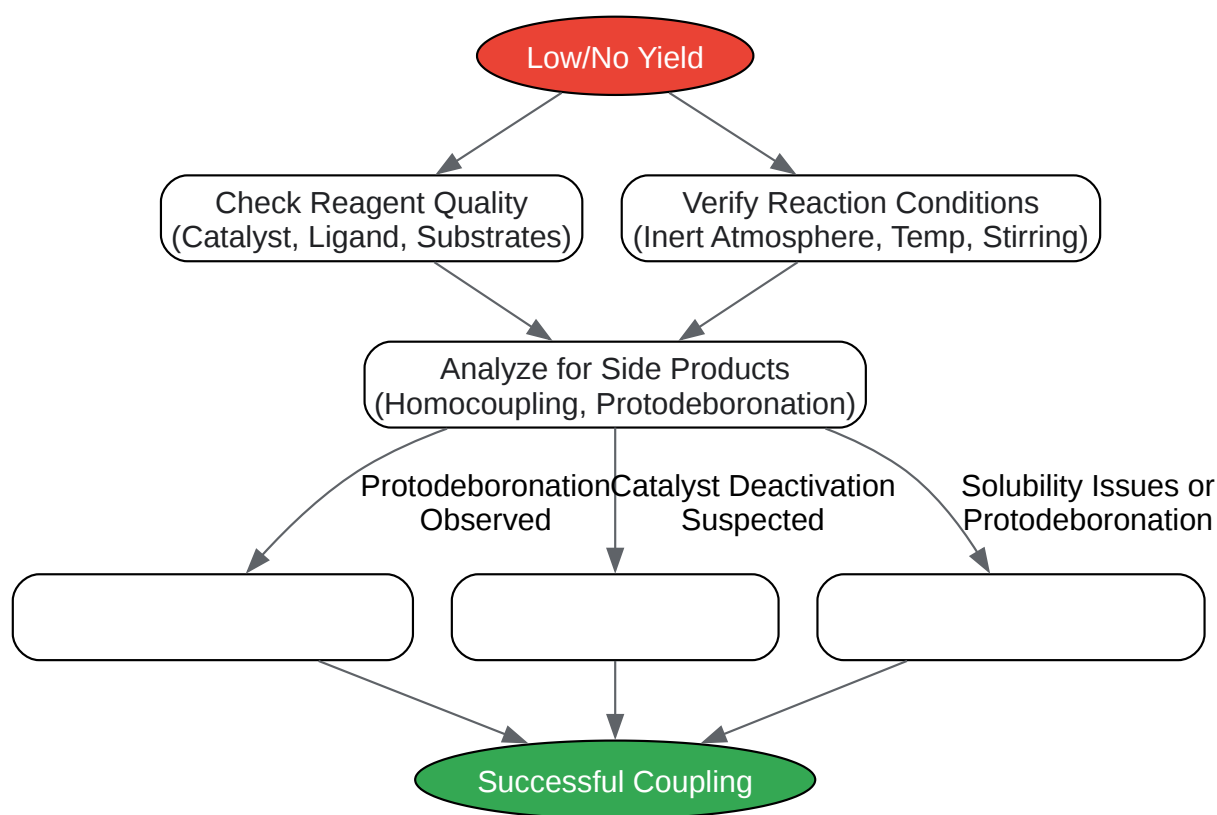 Low/No Yield
Check Reagent Quality
(Catalyst, Ligand, Substrates)
Verify Reaction Conditions
(Inert Atmosphere, Temp, Stirring)
Analyze for Side Products
(Homocoupling, Protodeboronation)
Protodeboronation
Observed
Catalyst Deactivation
Suspected
Solubility Issues or
Protodeboronation
Successful Coupling